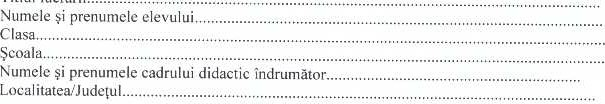 Numele şi prenumele elevului
Clasa
Şcoala
Numele şi prenumele cadrului didactic îndrumător
Localitatea/Judeţul